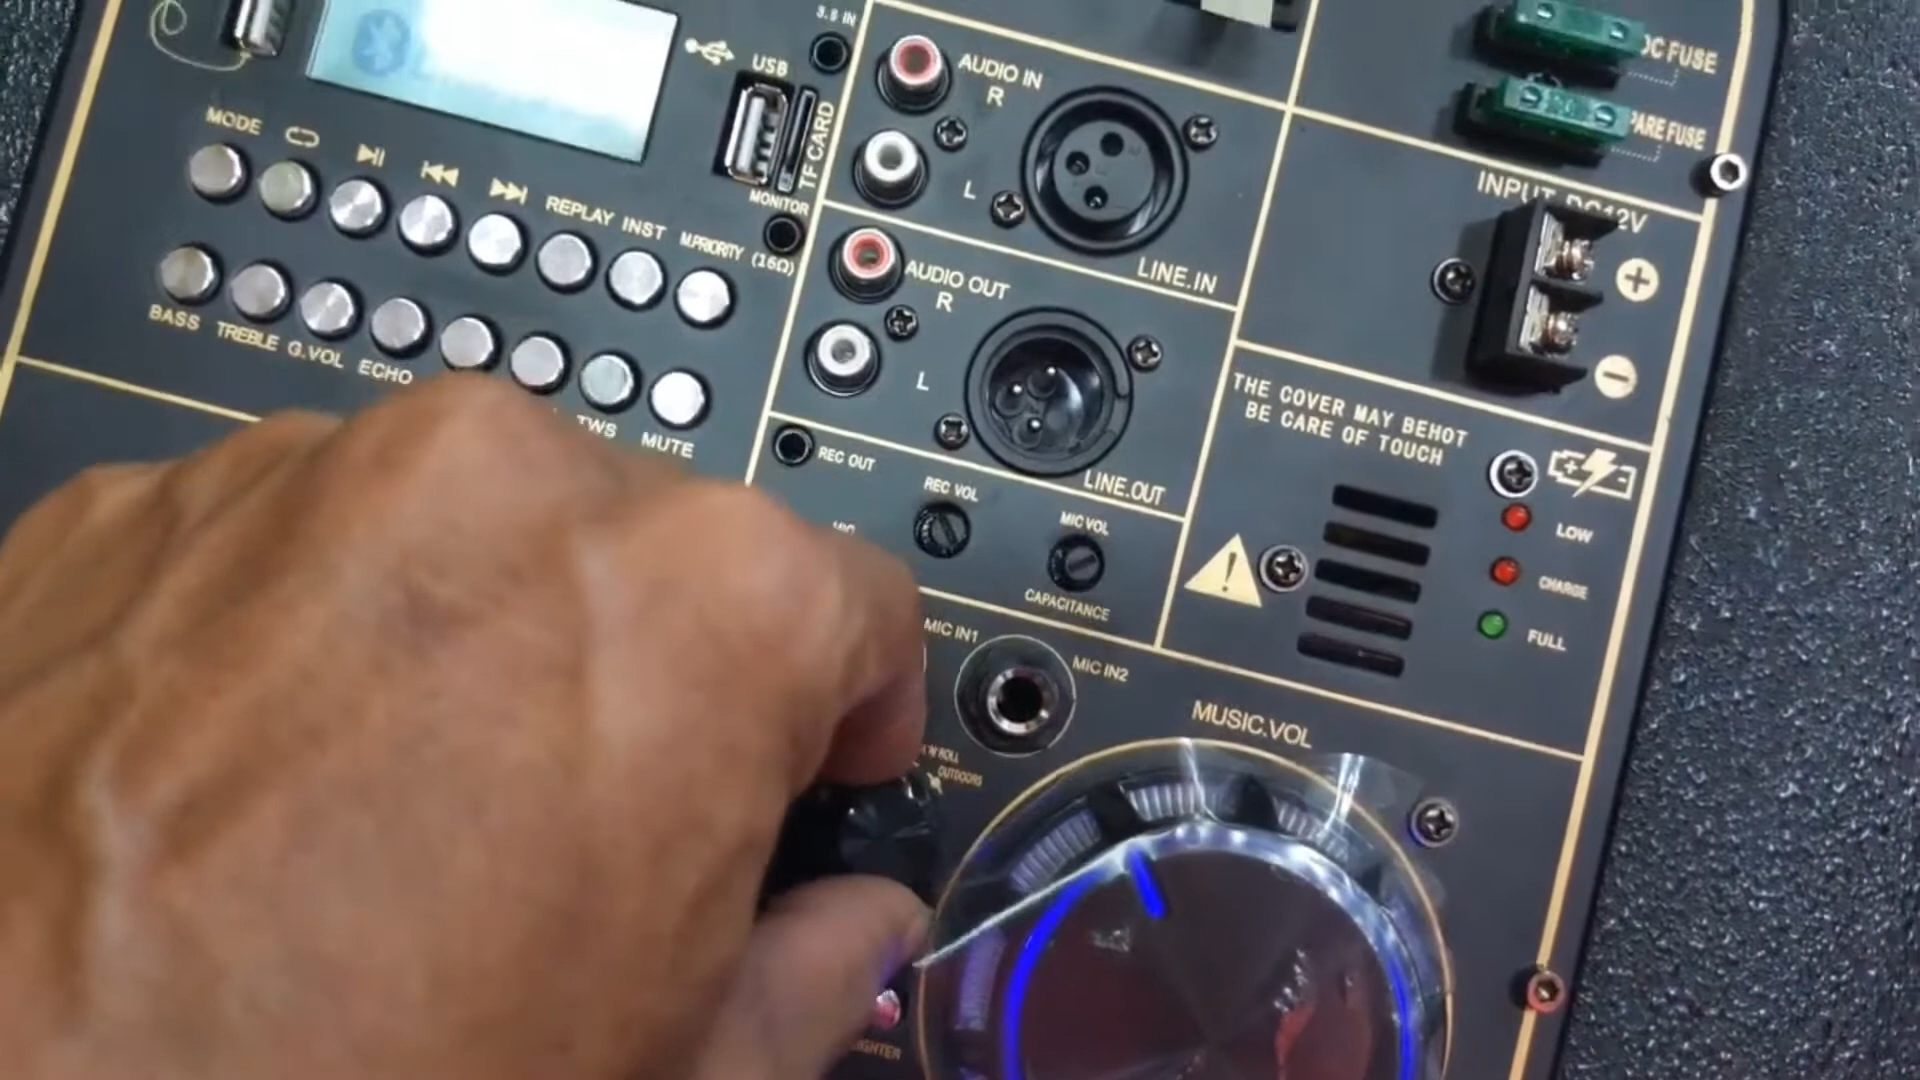 3.5 IN
USB
TF CARD
MODE
REPLAY
INST
M.PRIORITY
MONITOR
(16Ω)
BASS
TREBLE
G.VOL
ECHO
TWS
MUTE
AUDIO IN
R
L
LINE.IN
AUDIO OUT
R
L
LINE.OUT
REC OUT
REC VOL
MIC VOL
CAPACITANCE
MIC IN1
MIC IN2
OUTDOORS
MUSIC.VOL
DC FUSE
INPUT DC12V
+
−
THE COVER MAY BEHOT
BE CARE OF TOUCH
LOW
CHARGE
FULL